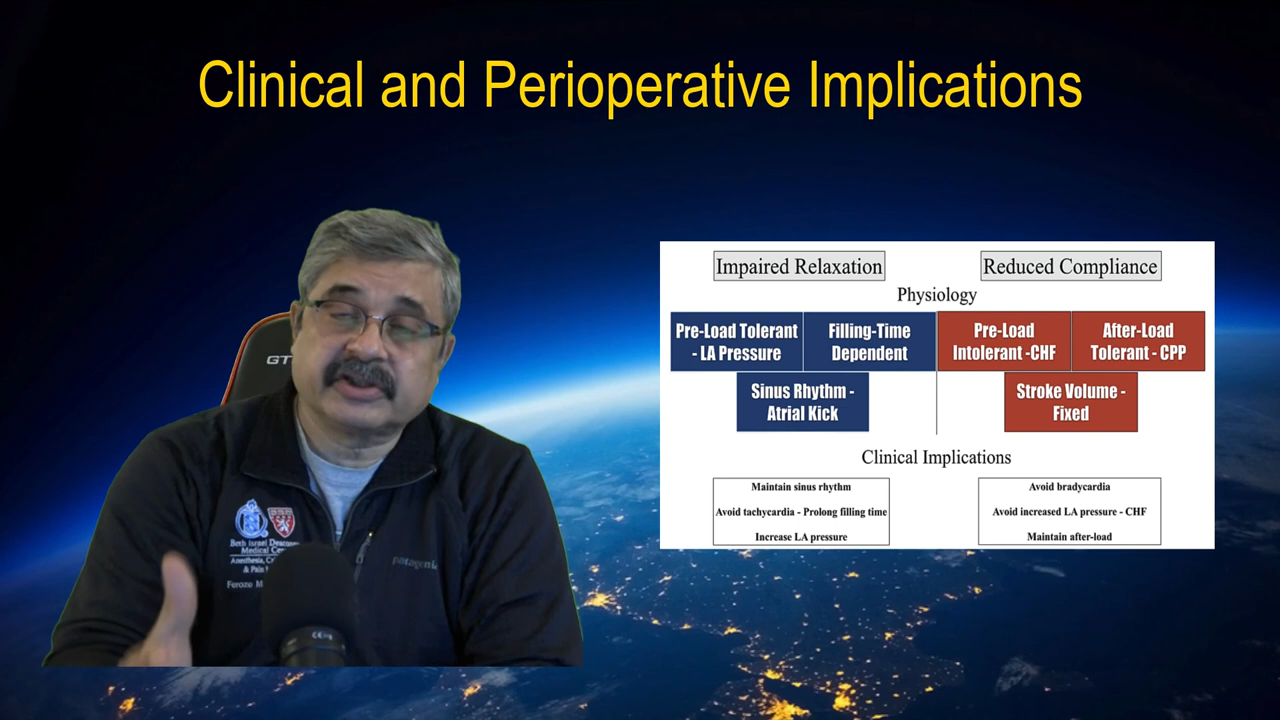 Clinical and Perioperative Implications
GT
Beth Israel
Medical
Anesthesia,
& Pain
Feroze
patagonia
Impaired Relaxation
Reduced Compliance
Physiology
Pre-Load Tolerant
- LA Pressure
Filling-Time
Dependent
Pre-Load
Intolerant -CHF
After-Load
Tolerant - CPP
Sinus Rhythm -
Atrial Kick
Stroke Volume -
Fixed
Clinical Implications
Maintain sinus rhythm
Avoid tachycardia - Prolong filling time
Increase LA pressure
Avoid bradycardia
Avoid increased LA pressure - CHF
Maintain after-load